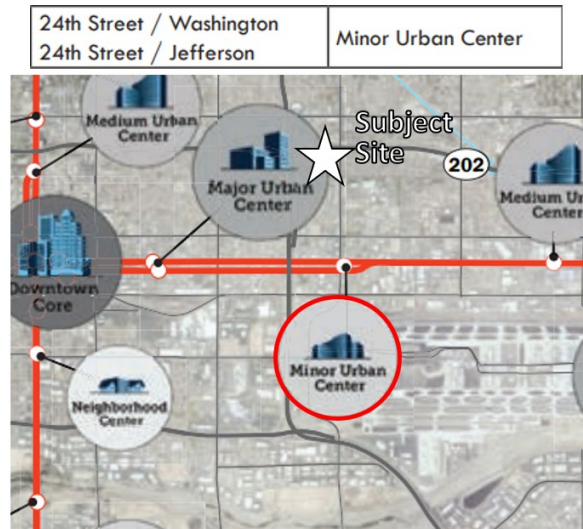 24th Street / Washington
24th Street / Jefferson
Minor Urban Center
Medium Urban
Center
Subject
Site
202
Major Urban
Center
Medium Ur
Center
Downtown
Core
Minor Urban
Center
Neighborhood
Center